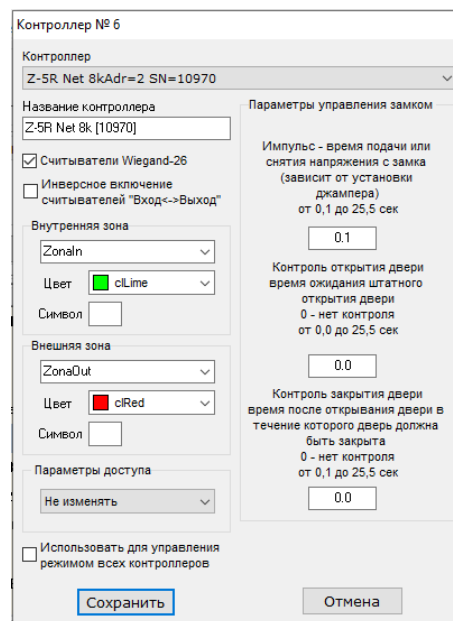 Контроллер № 6
Контроллер
Z-5R Net 8kAdr=2 SN=10970
Название контроллера
Z-5R Net 8k [10970]
Считыватели Wiegand-26
Инверсное включение
считывателей "Вход<->Выход"
Внутренняя зона
ZonaIn
Цвет
clLime
Символ
Внешняя зона
ZonaOut
Цвет
clRed
Символ
Параметры доступа
Не изменять
Использовать для управления
режимом всех контроллеров
Параметры управления замком
Импульс - время подачи или
снятия напряжения с замка
(зависит от установки
джампера)
от 0,1 до 25,5 сек
0.1
Контроль открытия двери
время ожидания штатного
открытия двери
0 - нет контроля
от 0,0 до 25,5 сек
0.0
Контроль закрытия двери
время после открывания двери в
течение которого дверь должна
быть закрыта
0 - нет контроля
от 0,1 до 25,5 сек
0.0
Сохранить
Отмена